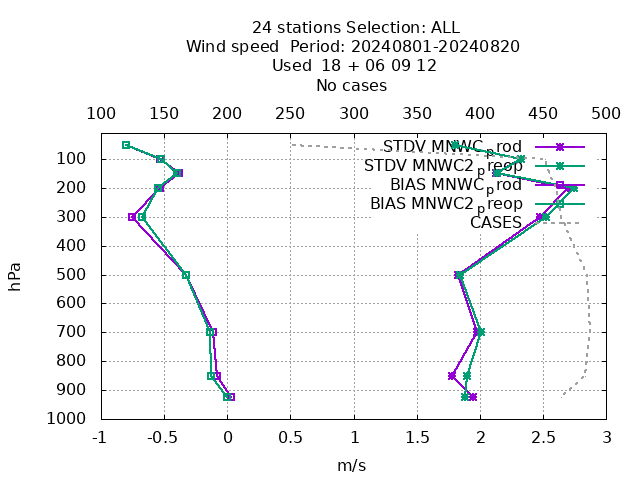 24 stations Selection: ALL
Wind speed  Period: 20240801-20240820
Used  18 + 06 09 12
No cases
100 150 200 250 300 350 400 450 500
STDV MNWC_prod
STDV MNWC2_preop
BIAS MNWC_prod
BIAS MNWC2_preop
CASES
hPa
100
200
300
400
500
600
700
800
900
1000
-1 -0.5 0 0.5 1 1.5 2 2.5 3
m/s